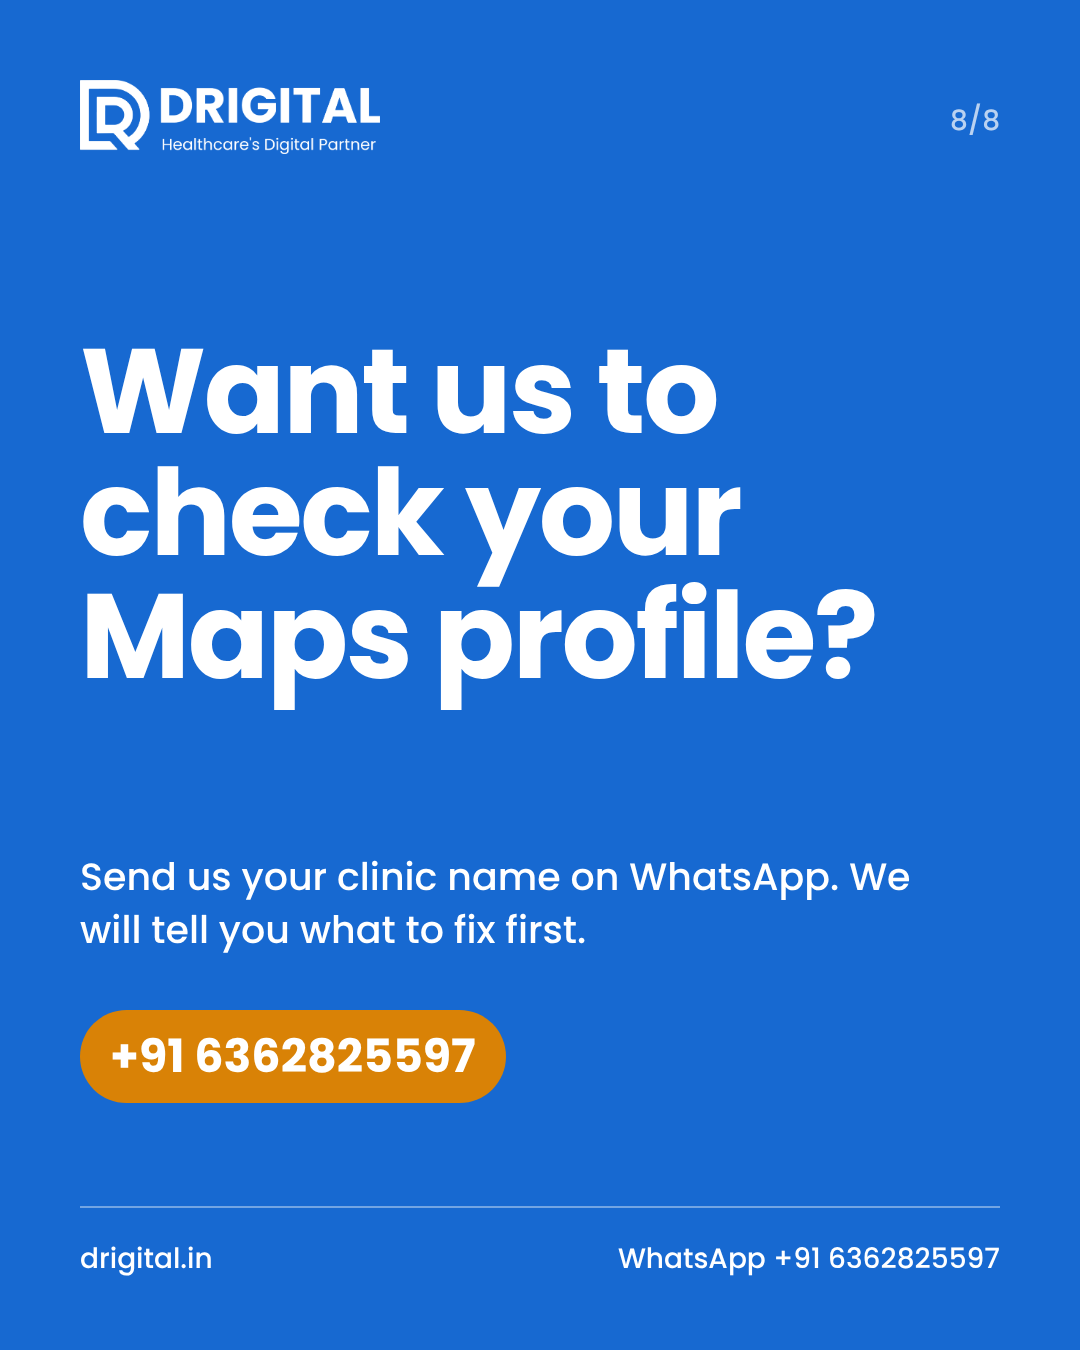 DRIGITAL
Healthcare's Digital Partner
8/8
Want us to
check your
Maps profile?
Send us your clinic name on WhatsApp. We
will tell you what to fix first.
+91 6362825597
drigital.in
WhatsApp +91 6362825597